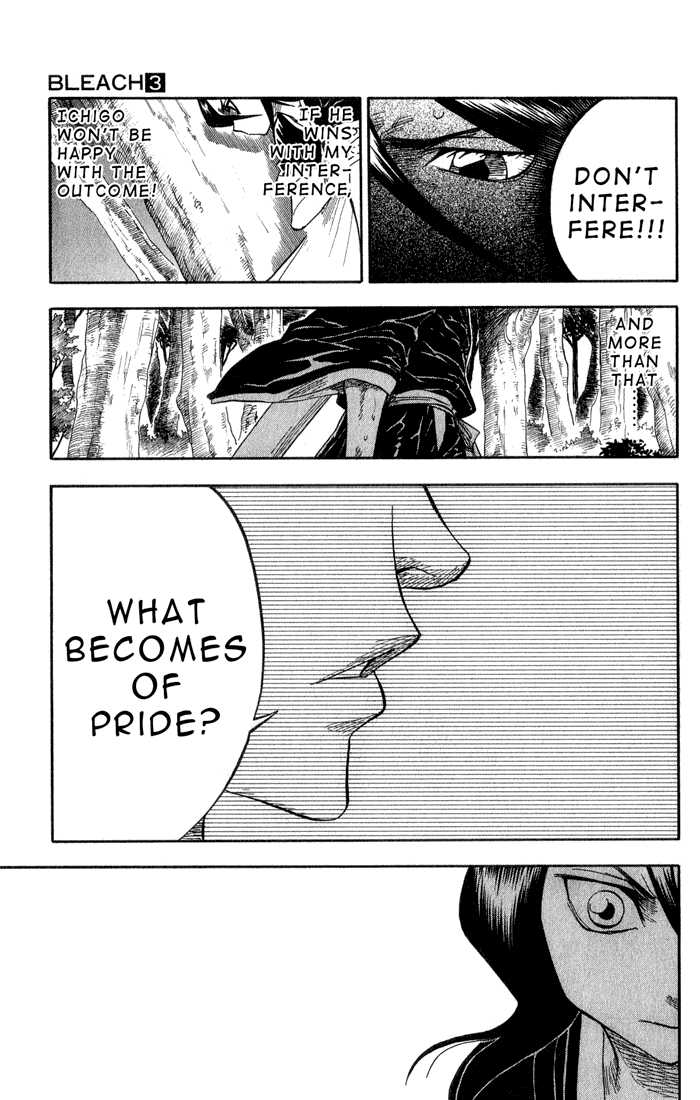 BLEACH 3
DON'T
INTER-
FERE!!!
IF HE
WINS
WITH MY
INTER-
FERENCE,
ICHIGO
WON'T BE
HAPPY
WITH THE
OUTCOME!
AND
MORE
THAN
THAT......
WHAT
BECOMES
OF
PRIDE?